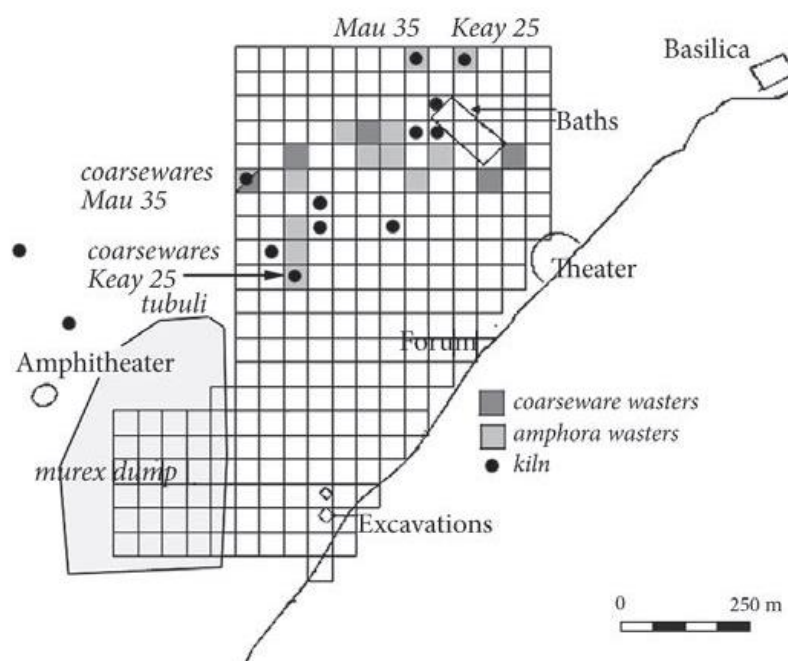 Mau 35
Keay 25
Basilica
Baths
coarsewares
Mau 35
coarsewares
Keay 25
tubuli
Theater
Amphitheater
Forum
coarseware wasters
amphora wasters
kiln
murex dump
Excavations
0
250 m